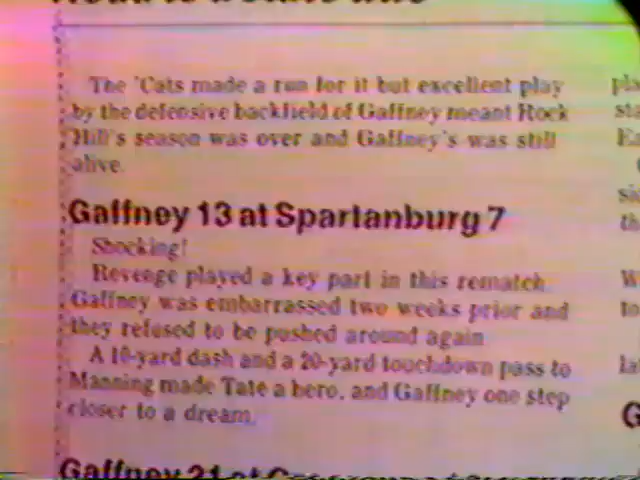 The 'Cats made a run for it but excellent play
by the defensive backfield of Gaffney meant Rock
Hill's season was over and Gaffney's was still
alive.
Gaffney 13 at Spartanburg 7
Shocking!
Revenge played a key part in this rematch.
Gaffney was embarrassed two weeks prior and
they refused to be pushed around again.
A 10-yard dash and a 20-yard touchdown pass to
Manning made Tate a hero, and Gaffney one step
closer to a dream.
Gaffney 21 at